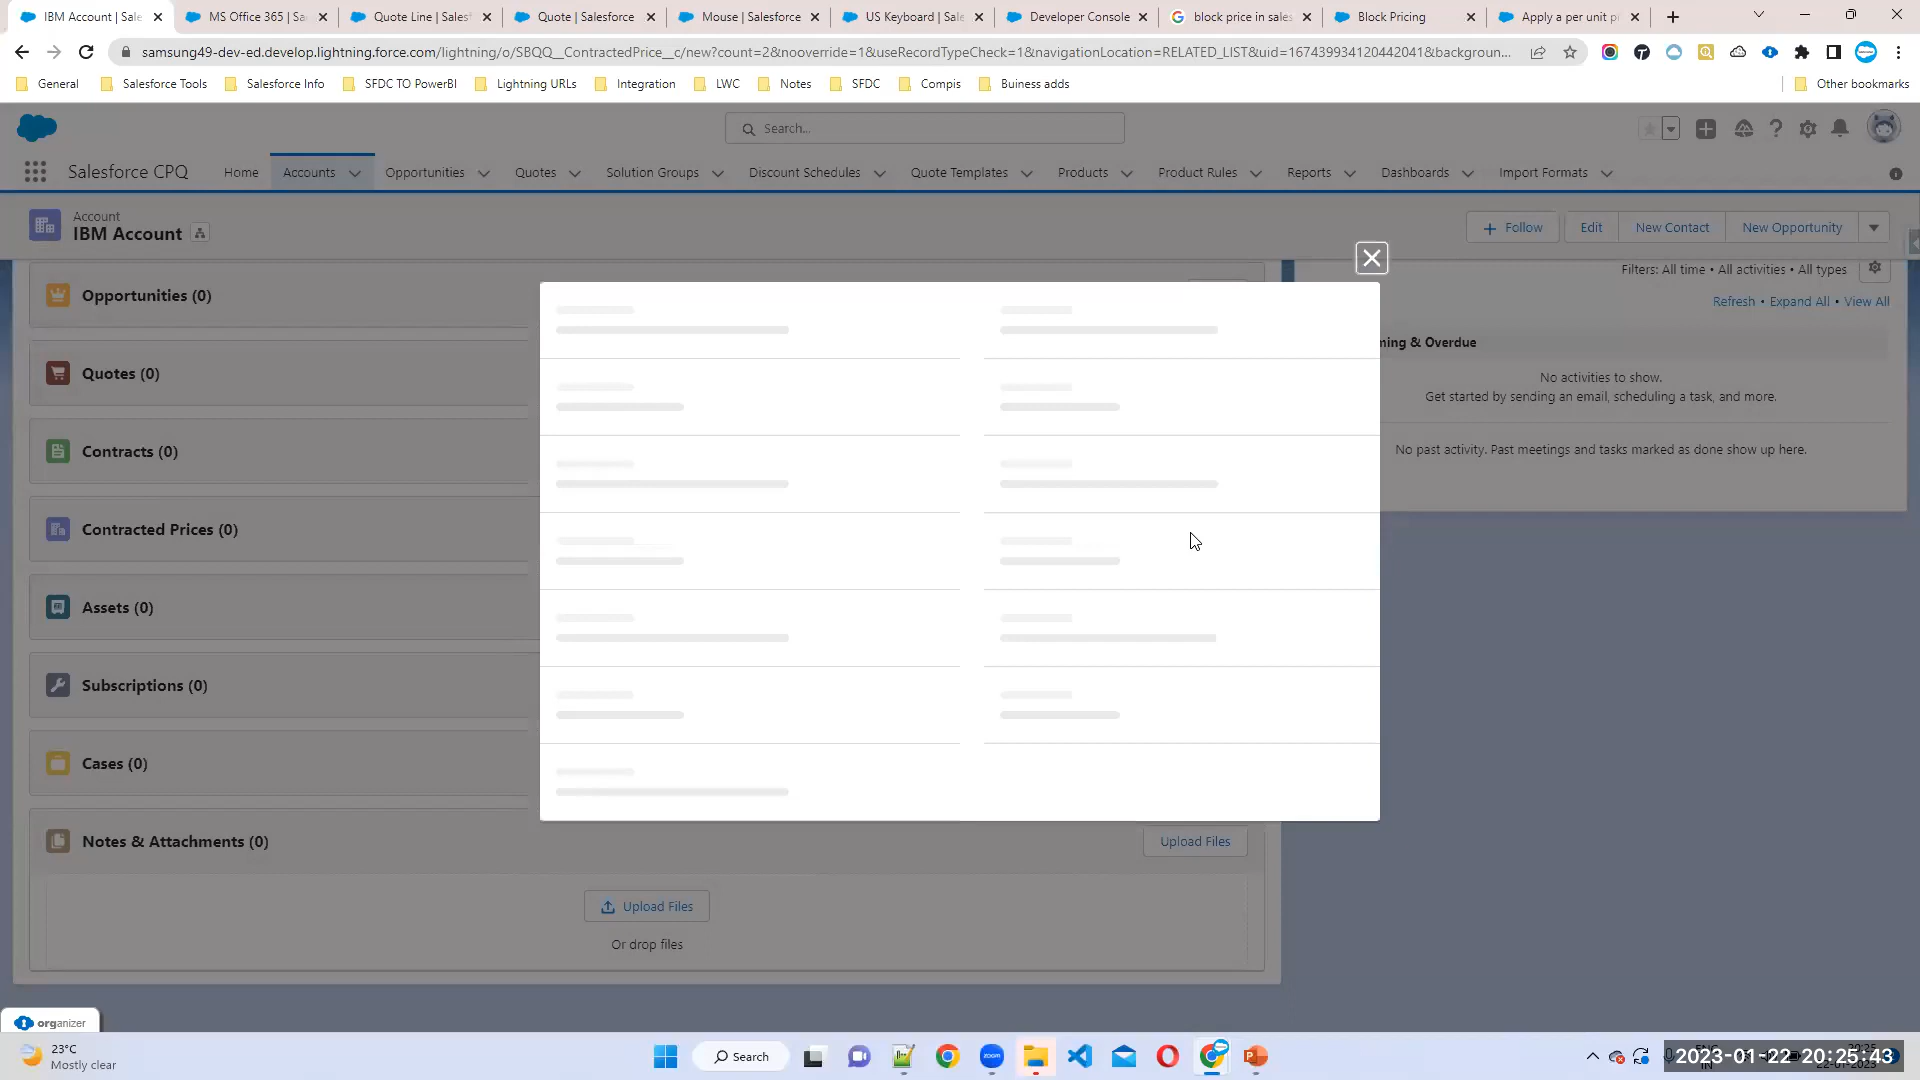 IBM Account | Sale
MS Office 365 | Sa
Quote Line | Salesf
Quote | Salesforce
Mouse | Salesforce
US Keyboard | Sale
Developer Console
block price in sales
Block Pricing
Apply a per unit p
samsung49-dev-ed.develop.lightning.force.com/lightning/o/SBQQ__ContractedPrice__c/new?count=2&nooverride=1&useRecordTypeCheck=1&navigationLocation=RELATED_LIST&uid=167439934120442041&backgroun...
General
Salesforce Tools
Salesforce Info
SFDC TO PowerBI
Lightning URLs
Integration
LWC
Notes
SFDC
Compis
Buiness adds
Other bookmarks
Search...
Salesforce CPQ
Home
Accounts
Opportunities
Quotes
Solution Groups
Discount Schedules
Quote Templates
Products
Product Rules
Reports
Dashboards
Import Formats
Account
IBM Account
Follow
Edit
New Contact
New Opportunity
Filters: All time • All activities • All types
Refresh • Expand All • View All
ming & Overdue
No activities to show.
Get started by sending an email, scheduling a task, and more.
No past activity. Past meetings and tasks marked as done show up here.
Opportunities (0)
Quotes (0)
Contracts (0)
Contracted Prices (0)
Assets (0)
Subscriptions (0)
Cases (0)
Notes & Attachments (0)
Upload Files
Upload Files
Or drop files
organizer
23°C
Mostly clear
Search
zoom
2023-01-22 20:25:43